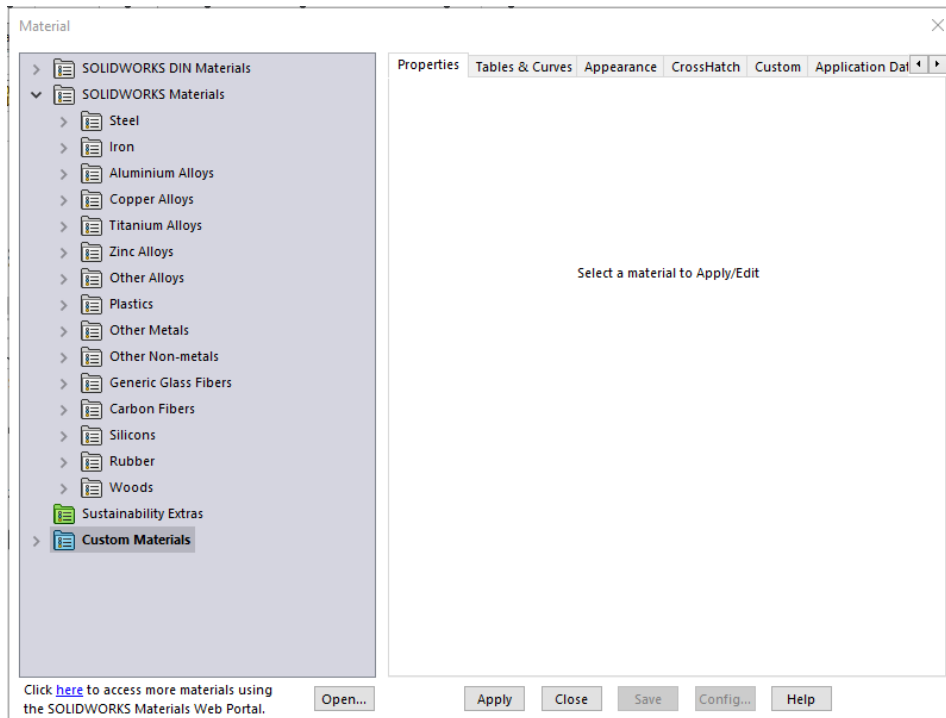 Material
SOLIDWORKS DIN Materials
SOLIDWORKS Materials
Steel
Iron
Aluminium Alloys
Copper Alloys
Titanium Alloys
Zinc Alloys
Other Alloys
Plastics
Other Metals
Other Non-metals
Generic Glass Fibers
Carbon Fibers
Silicons
Rubber
Woods
Sustainability Extras
Custom Materials
Click here to access more materials using
the SOLIDWORKS Materials Web Portal.
Open...
Properties Tables & Curves Appearance CrossHatch Custom Application Dat
Select a material to Apply/Edit
Apply Close Save Config... Help